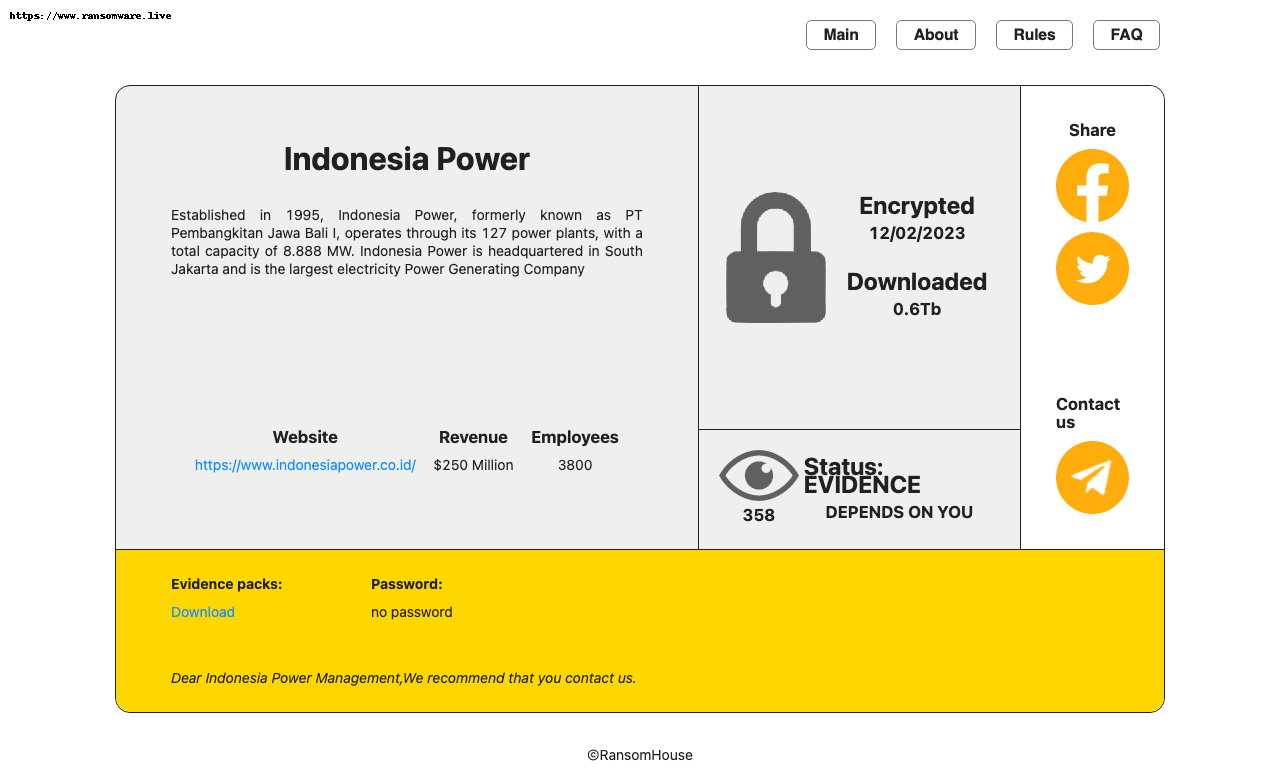 https://www.ransomware.live
Main About Rules FAQ
Indonesia Power
Established in 1995, Indonesia Power, formerly known as PT
Pembangkitan Jawa Bali I, operates through its 127 power plants, with a
total capacity of 8.888 MW. Indonesia Power is headquartered in South
Jakarta and is the largest electricity Power Generating Company
Website Revenue Employees
https://www.indonesiapower.co.id/ $250 Million 3800
Encrypted
12/02/2023
Downloaded
0.6Tb
Status:
EVIDENCE
358 DEPENDS ON YOU
Share
Contact
us
Evidence packs: Password:
Download no password
Dear Indonesia Power Management,We recommend that you contact us.
©RansomHouse